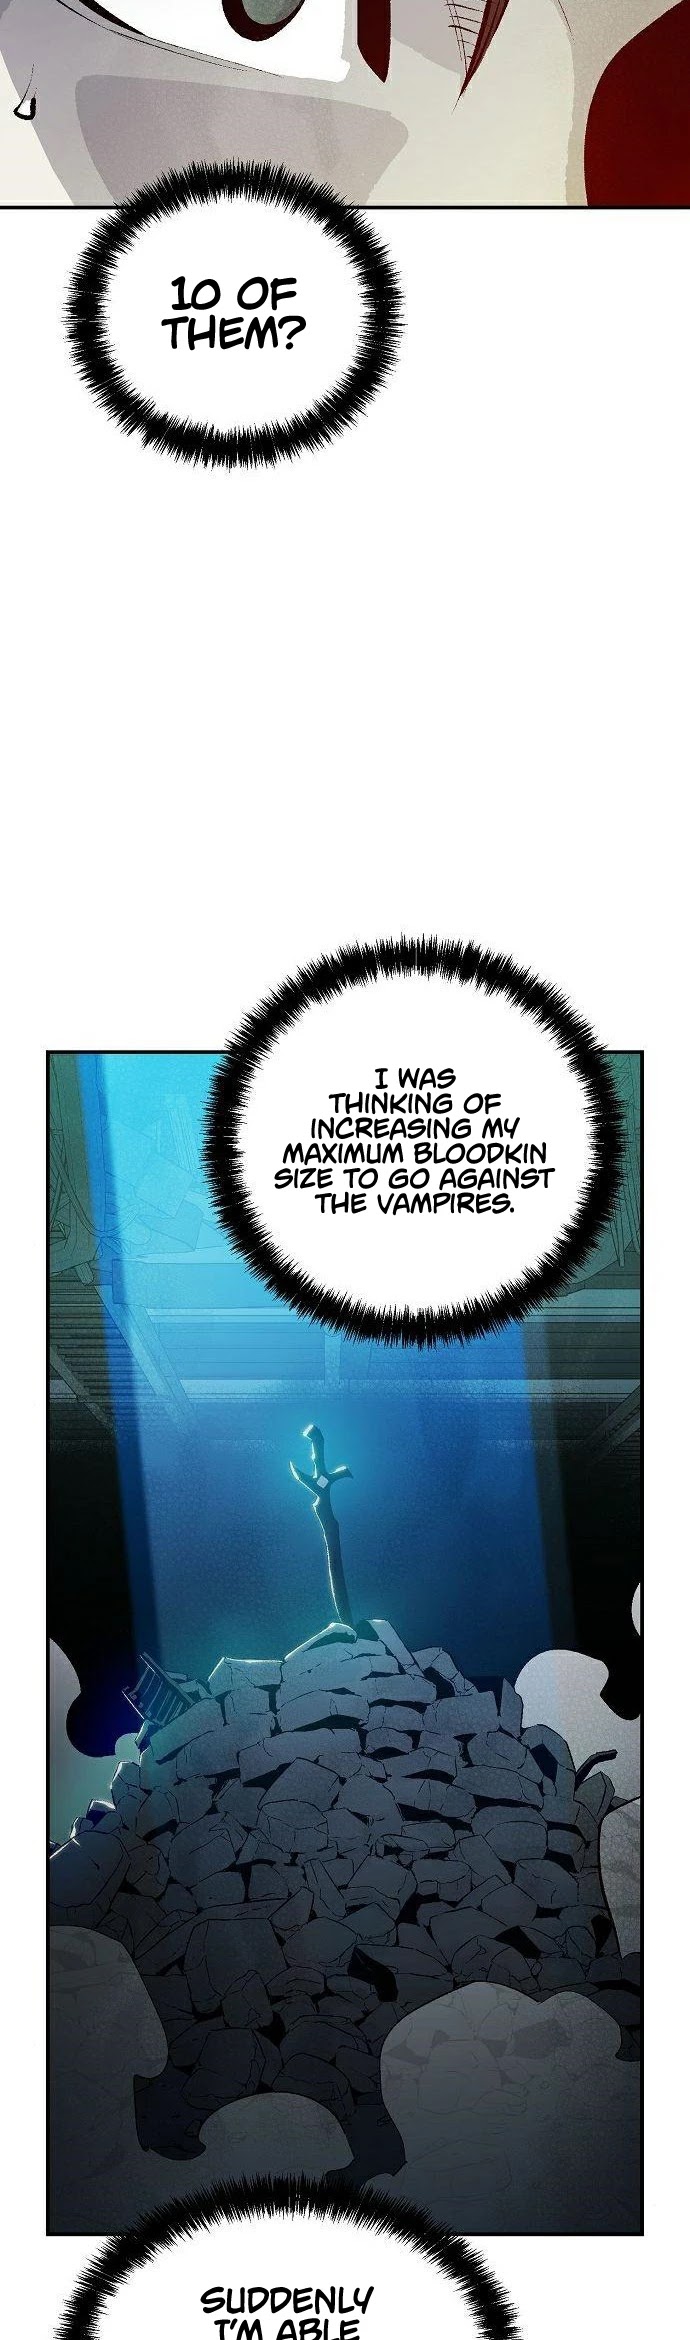 10 OF
THEM?
I WAS
THINKING OF
INCREASING MY
MAXIMUM BLOODKIN
SIZE TO GO AGAINST
THE VAMPIRES.
SUDDENLY
I'M ABLE